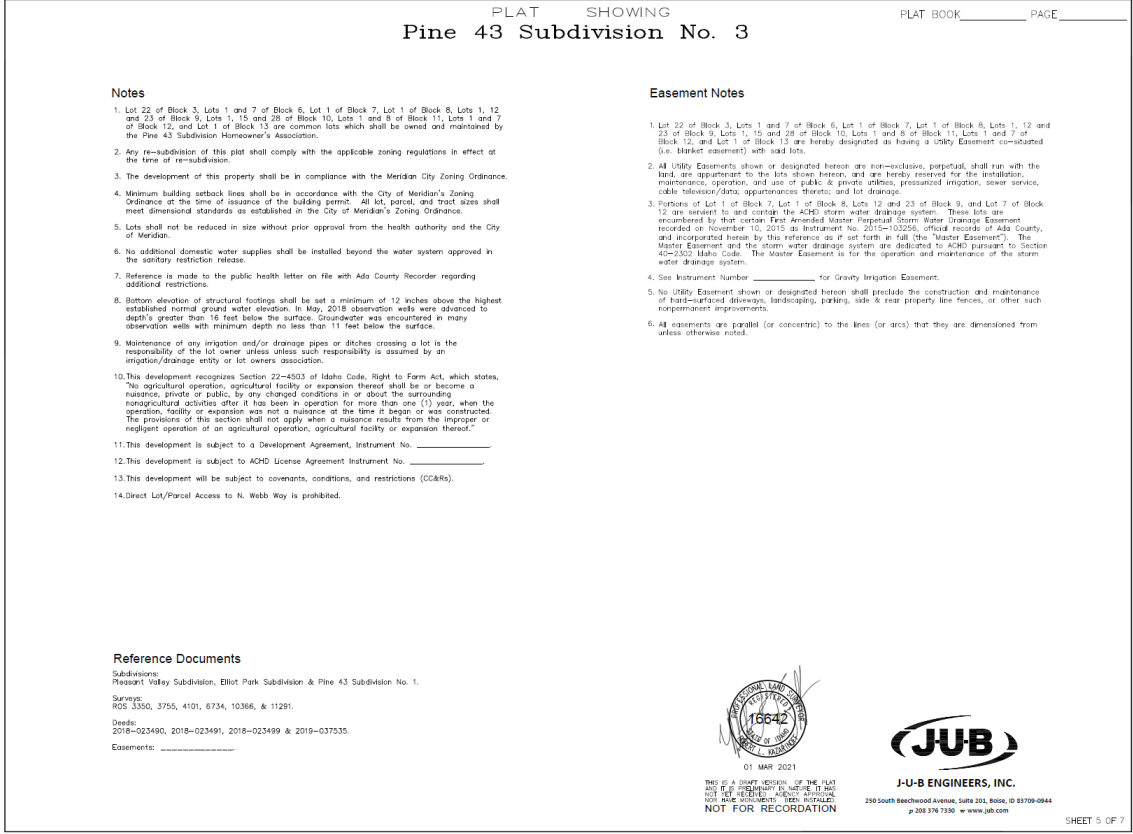 PLAT SHOWING
Pine 43 Subdivision No. 3
PLAT BOOK__________ PAGE__________
Notes
1. Lot 22 of Block 3, Lots 1 and 7 of Block 6, Lot 1 of Block 7, Lot 1 of Block 8, Lots 1, 12
and 23 of Block 9, Lots 1, 15 and 28 of Block 10, Lots 1 and 8 of Block 11, Lots 1 and 7
of Block 12, and Lot 1 of Block 13 are common lots which shall be owned and maintained by
the Pine 43 Subdivision Homeowner's Association.
2. Any re-subdivision of this plat shall comply with the applicable zoning regulations in effect at
the time of re-subdivision.
3. The development of this property shall be in compliance with the Meridian City Zoning Ordinance.
4. Minimum building setback lines shall be in accordance with the City of Meridian's Zoning
Ordinance at the time of issuance of the building permit. All lot, parcel, and tract sizes shall
meet dimensional standards as established in the City of Meridian's Zoning Ordinance.
5. Lots shall not be reduced in size without prior approval from the health authority and the City
of Meridian.
6. No additional domestic water supplies shall be installed beyond the water system approved in
the sanitary restriction release.
7. Reference is made to the public health letter on file with Ada County Recorder regarding
additional restrictions.
8. Bottom elevation of structural footings shall be set a minimum of 12 inches above the highest
established normal ground water elevation. In May, 2018 observation wells were advanced to
depth's greater than 16 feet below the surface. Groundwater was encountered in many
observation wells with minimum depth no less than 11 feet below the surface.
9. Maintenance of any irrigation and/or drainage pipes or ditches crossing a lot is the
responsibility of the lot owner unless unless such responsibility is assumed by an
irrigation/drainage entity or lot owners association.
10. This development recognizes Section 22-4503 of Idaho Code, Right to Farm Act, which states,
"No agricultural operation, agricultural facility or expansion thereof shall be or become a
nuisance, private or public, by any changed conditions in or about the surrounding
nonagricultural activities after it has been in operation for more than one (1) year, when the
operation, facility or expansion was not a nuisance at the time it began or was constructed.
The provisions of this section shall not apply when a nuisance results from the improper or
negligent operation of an agricultural operation, agricultural facility or expansion thereof."
11. This development is subject to a Development Agreement, Instrument No. __________.
12. This development is subject to ACHD License Agreement Instrument No. __________.
13. This development will be subject to covenants, conditions, and restrictions (CC&Rs).
14. Direct Lot/Parcel Access to N. Webb Way is prohibited.
Easement Notes
1. Lot 22 of Block 3, Lots 1 and 7 of Block 6, Lot 1 of Block 7, Lot 1 of Block 8, Lots 1, 12 and
23 of Block 9, Lots 1, 15 and 28 of Block 10, Lots 1 and 8 of Block 11, Lots 1 and 7 of
Block 12, and Lot 1 of Block 13 are hereby designated as having a Utility Easement co-situated
(i.e. blanket easement) with said lots.
2. All Utility Easements shown or designated hereon are non-exclusive, perpetual, shall run with the
land, are appurtenant to the lots shown hereon, and are hereby reserved for the installation,
maintenance, operation, and use of public & private utilities, pressurized irrigation, sewer service,
cable television/data; appurtenances thereto; and lot drainage.
3. Portions of Lot 1 of Block 7, Lot 1 of Block 8, Lots 12 and 23 of Block 9, and Lot 7 of Block
12 are servient to and contain the ACHD storm water drainage system. These lots are
encumbered by that certain First Amended Master Perpetual Storm Water Drainage Easement
recorded on November 10, 2015 as Instrument No. 2015-103256, official records of Ada County,
and incorporated herein by this reference as if set forth in full (the "Master Easement"). The
Master Easement and the storm water drainage system are dedicated to ACHD pursuant to Section
40-2302 Idaho Code. The Master Easement is for the operation and maintenance of the storm
water drainage system.
4. See Instrument Number __________ for Gravity Irrigation Easement.
5. No Utility Easement shown or designated hereon shall preclude the construction and maintenance
of hard-surfaced driveways, landscaping, parking, side & rear property line fences, or other such
nonpermanent improvements.
6. All easements are parallel (or concentric) to the lines (or arcs) that they are dimensioned from
unless otherwise noted.
Reference Documents
Subdivisions:
Pleasant Valley Subdivision, Elliot Park Subdivision & Pine 43 Subdivision No. 1.
Surveys:
ROS 3350, 3755, 4101, 6734, 10366, & 11291.
Deeds:
2018-023490, 2018-023491, 2018-023499 & 2019-037535.
Easements: _____________.
PROFESSIONAL LAND SURVEYOR
REGISTERED
16642
STATE OF IDAHO
ROBERT L. KAZARINOFF
01 MAR 2021
THIS IS A DRAFT VERSION OF THE PLAT
AND IT IS PRELIMINARY IN NATURE. IT HAS
NOT YET RECEIVED AGENCY APPROVAL
NOR HAVE MONUMENTS BEEN INSTALLED.
NOT FOR RECORDATION
J·U·B
J-U-B ENGINEERS, INC.
250 South Beechwood Avenue, Suite 201, Boise, ID 83709-0944
p 208 376 7330 w www.jub.com
SHEET 5 OF 7